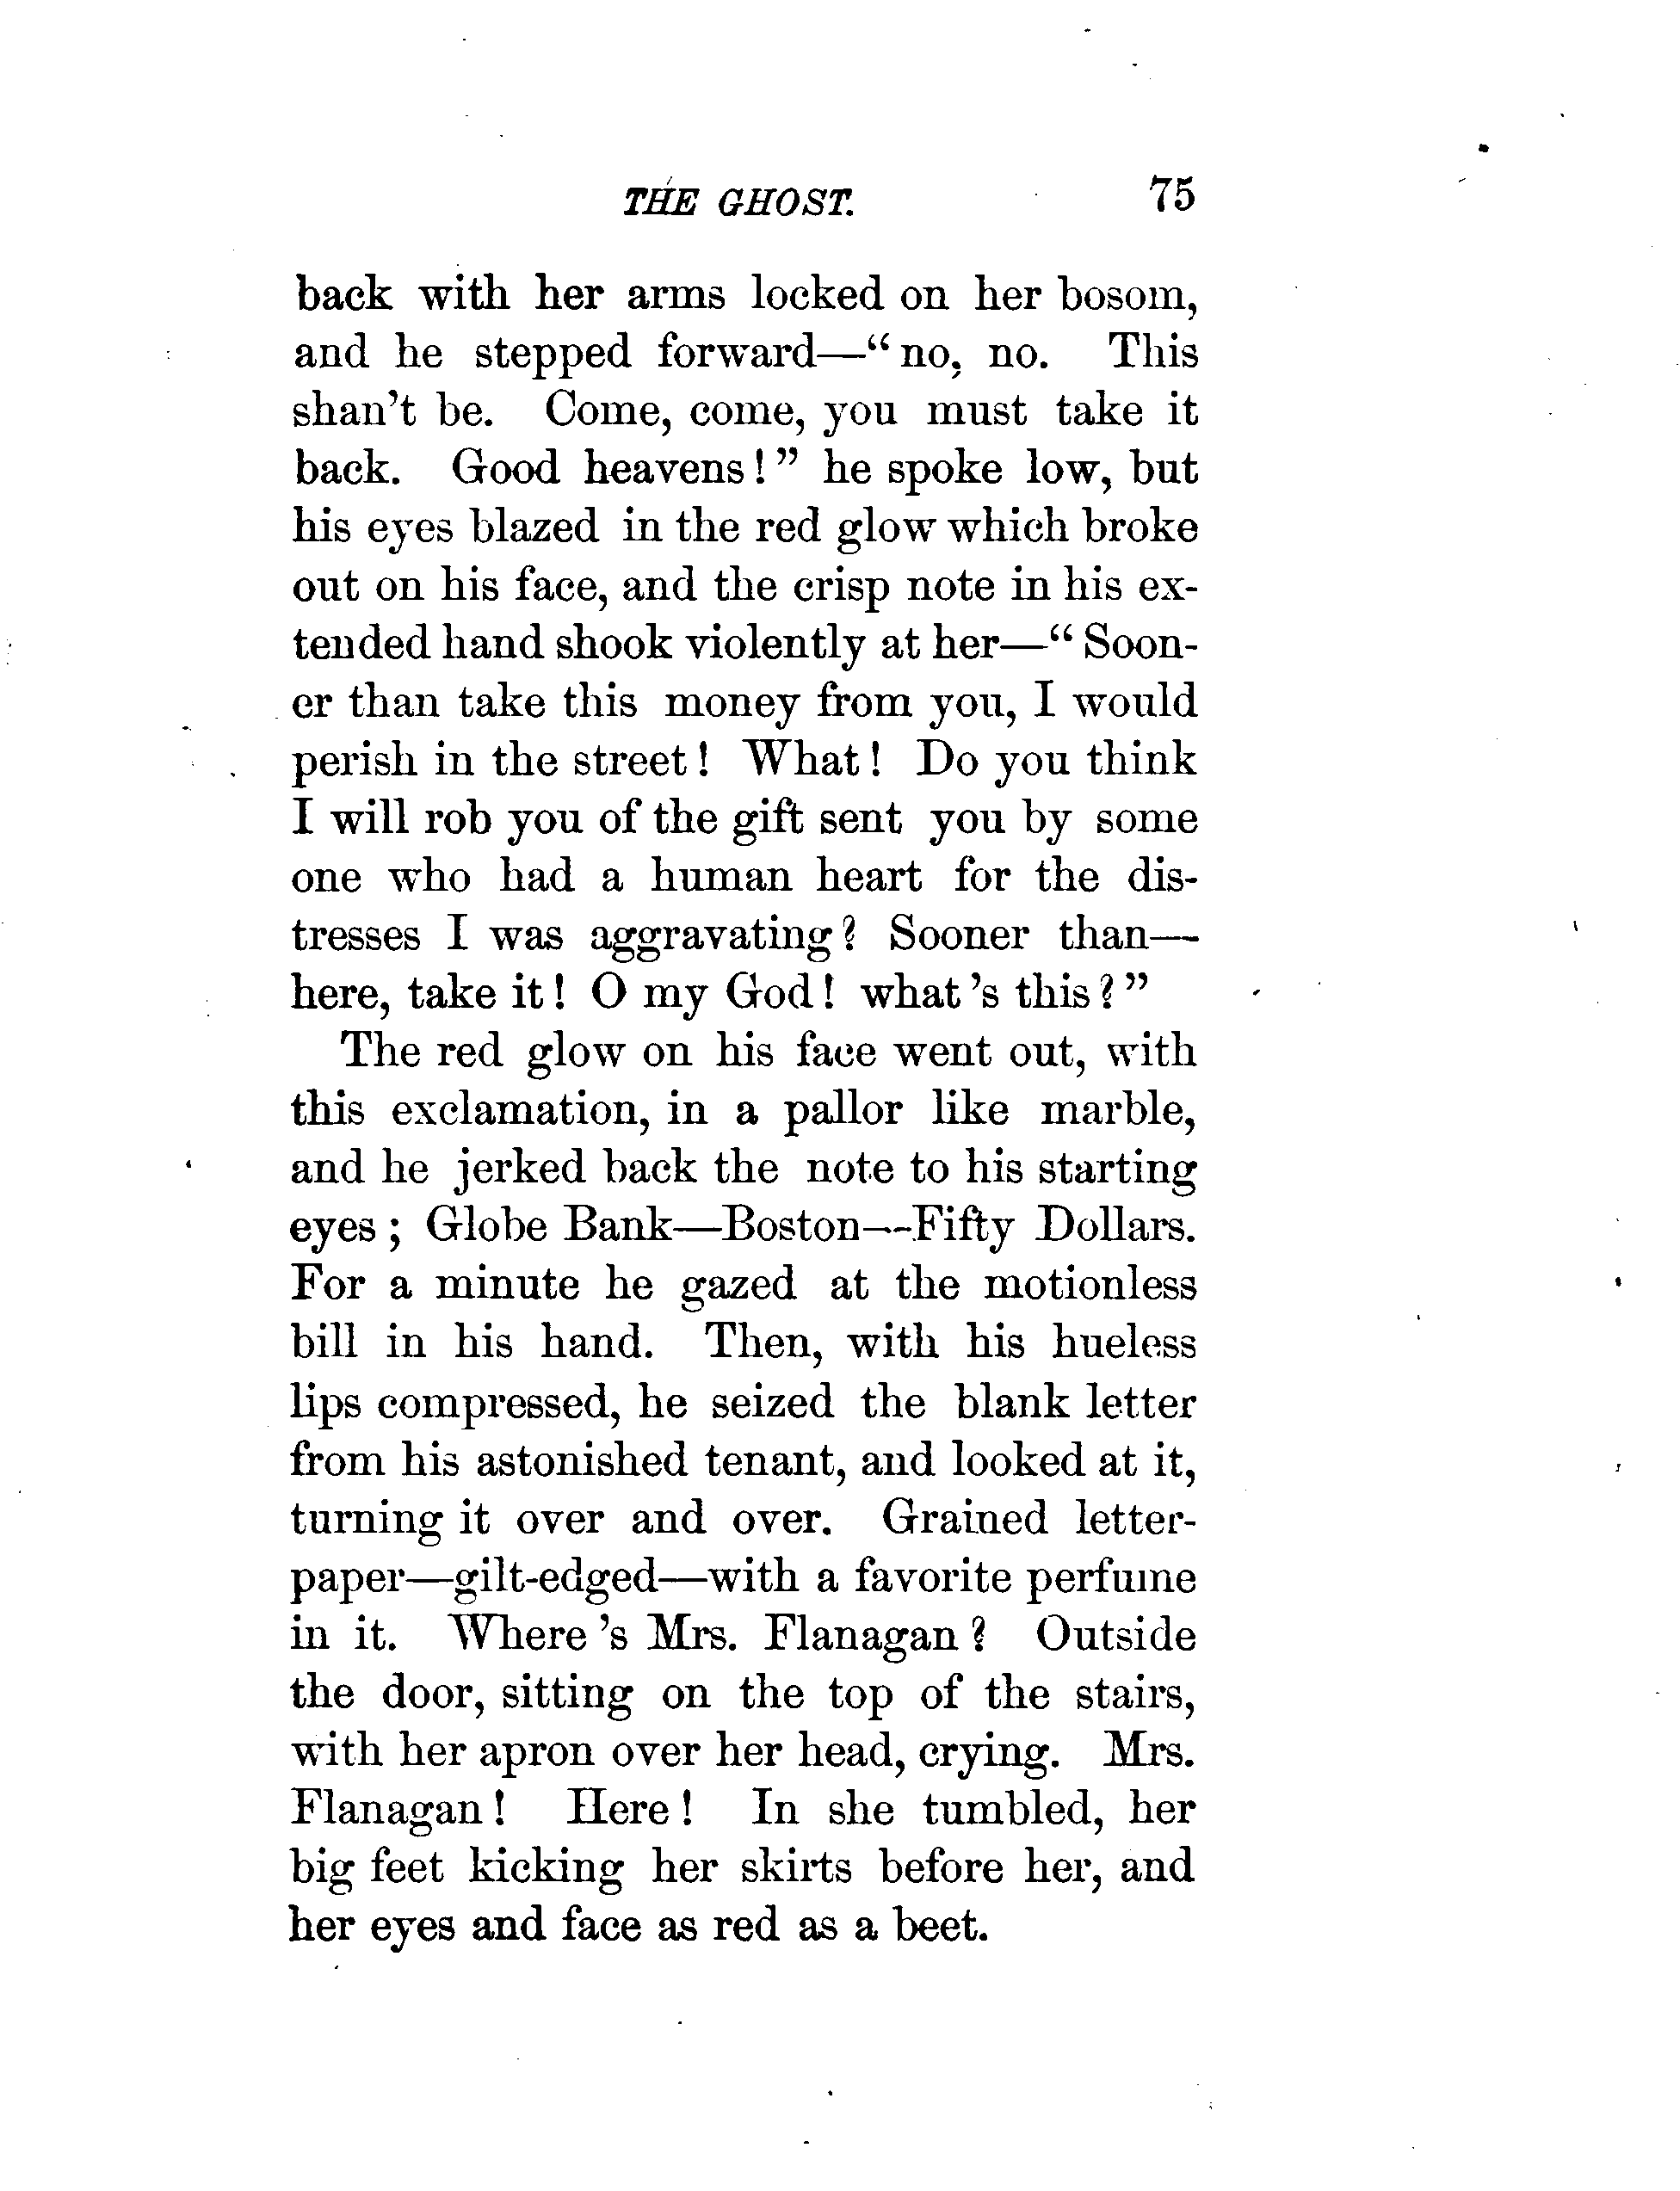 THE GHOST. 75
back with her arms locked on her bosom,
and he stepped forward—“no, no. This
shan’t be. Come, come, you must take it
back. Good heavens!” he spoke low, but
his eyes blazed in the red glow which broke
out on his face, and the crisp note in his ex-
tended hand shook violently at her—“Soon-
er than take this money from you, I would
perish in the street! What! Do you think
I will rob you of the gift sent you by some
one who had a human heart for the dis-
tresses I was aggravating? Sooner than—
here, take it! O my God! what ’s this?”
The red glow on his face went out, with
this exclamation, in a pallor like marble,
and he jerked back the note to his starting
eyes; Globe Bank—Boston—Fifty Dollars.
For a minute he gazed at the motionless
bill in his hand. Then, with his hueless
lips compressed, he seized the blank letter
from his astonished tenant, and looked at it,
turning it over and over. Grained letter-
paper—gilt-edged—with a favorite perfume
in it. Where ’s Mrs. Flanagan? Outside
the door, sitting on the top of the stairs,
with her apron over her head, crying. Mrs.
Flanagan! Here! In she tumbled, her
big feet kicking her skirts before her, and
her eyes and face as red as a beet.